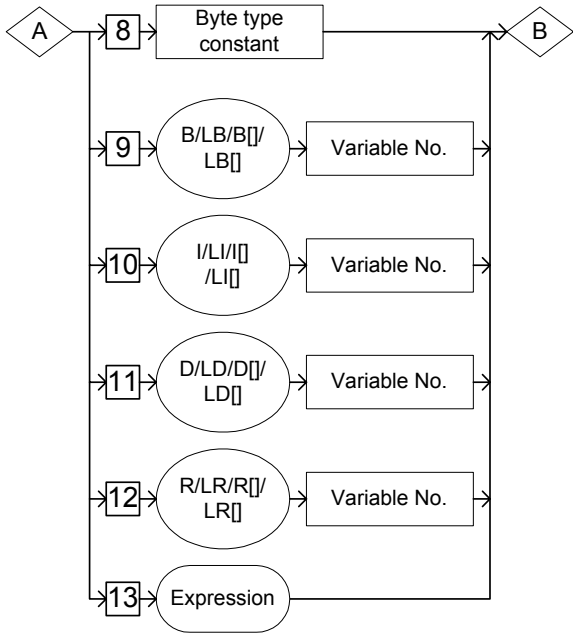 A
8
Byte type
constant
B
9
B/LB/B[]/
LB[]
Variable No.
10
I/LI/I[]
/LI[]
Variable No.
11
D/LD/D[]/
LD[]
Variable No.
12
R/LR/R[]/
LR[]
Variable No.
13
Expression